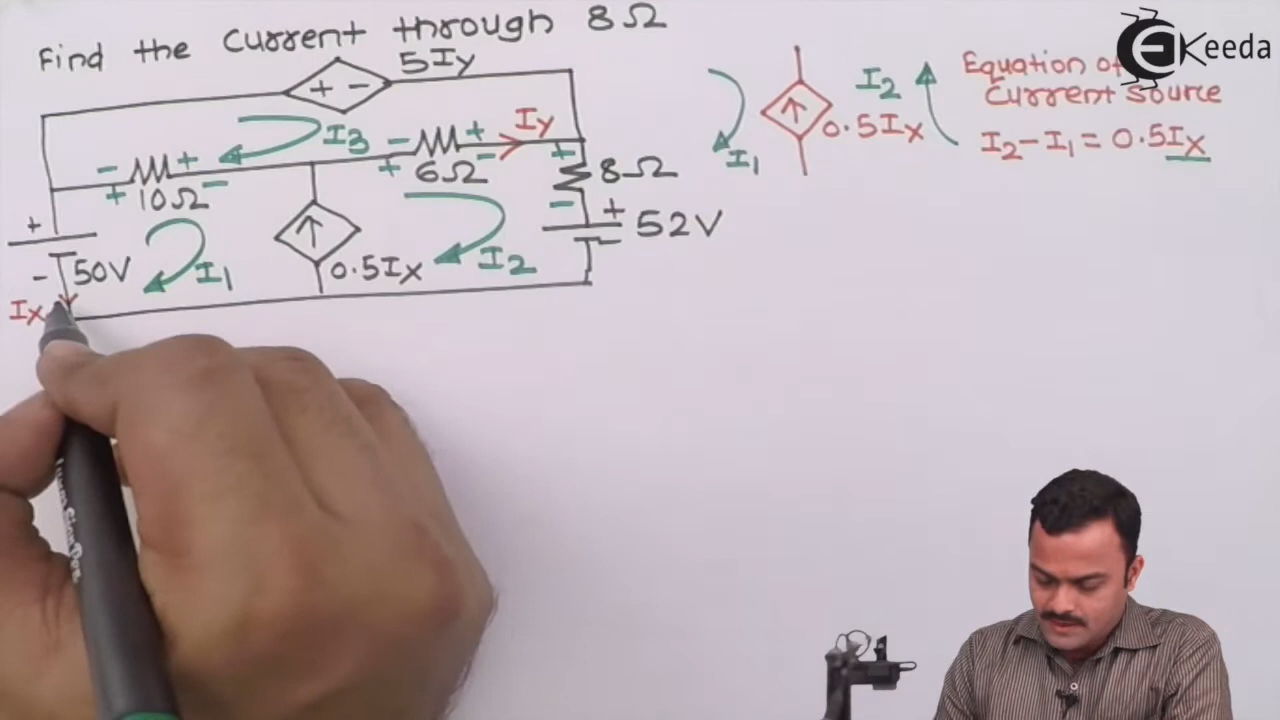 Find the current through 8Ω
5Iy
+ -
I3
- + Iy
- +
10Ω
+ -
6Ω
+ -
+
8Ω
-
+
52V
-
+
-
50V
I1
0.5Ix
I2
Ix
I1
0.5Ix
I2
Equation of
Current source
I2-I1 = 0.5Ix
EKeeda